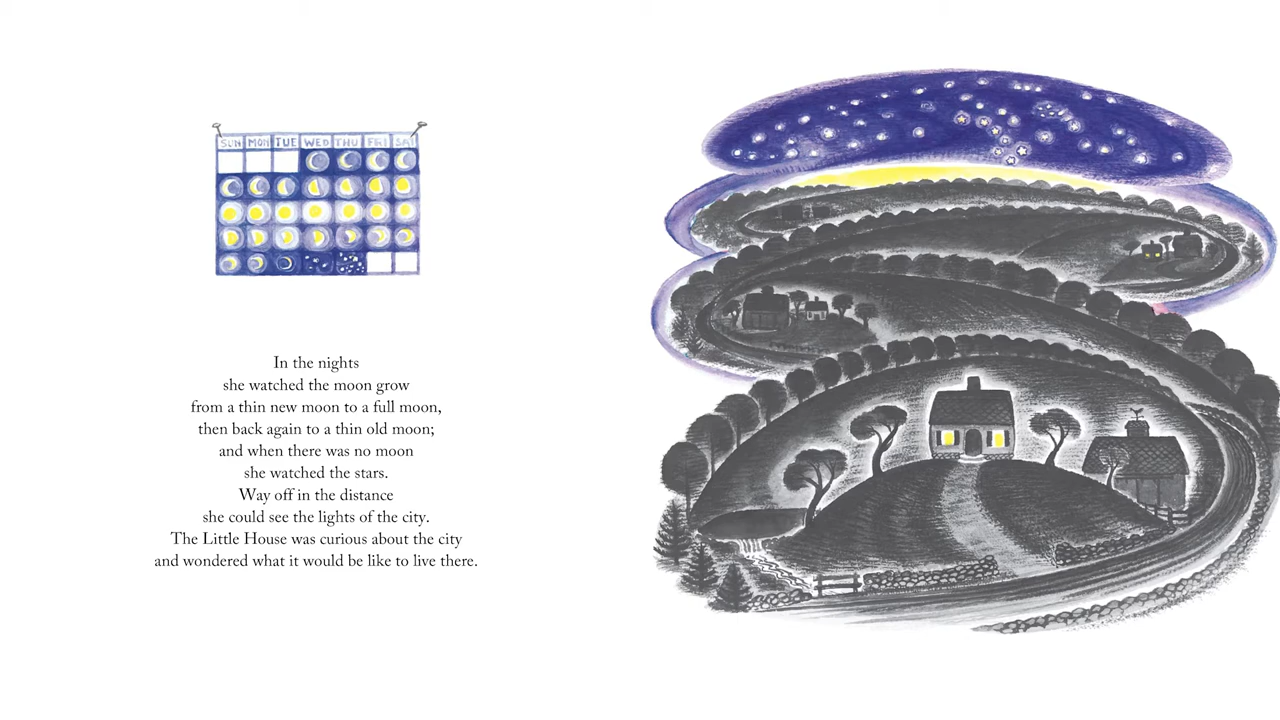 SUN MON TUE WED THU FRI SAT
In the nights
she watched the moon grow
from a thin new moon to a full moon,
then back again to a thin old moon;
and when there was no moon
she watched the stars.
Way off in the distance
she could see the lights of the city.
The Little House was curious about the city
and wondered what it would be like to live there.